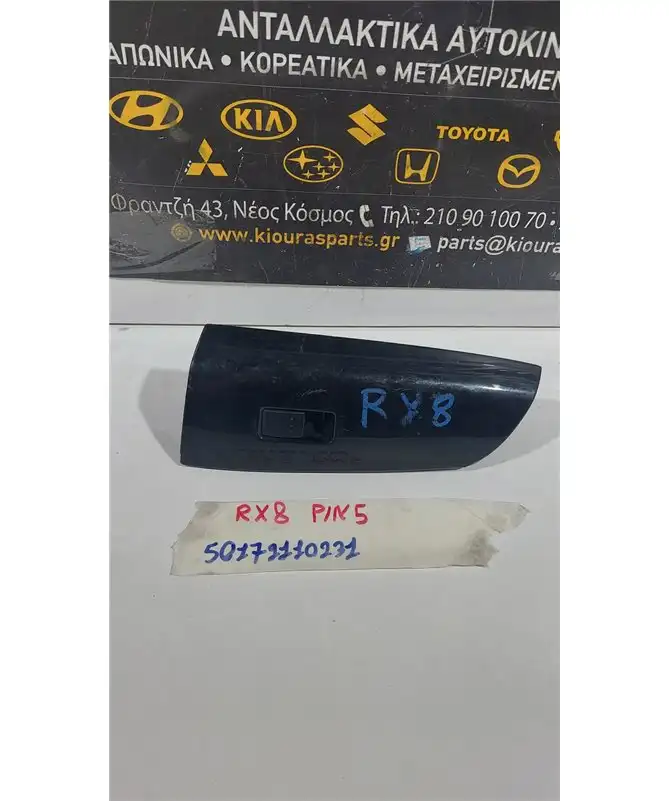 ΑΝΤΑΛΛΑΚΤΙΚΑ ΑΥΤΟΚΙΝ
ΑΠΩΝΙΚΑ • ΚΟΡΕΑΤΙΚΑ • ΜΕΤΑΧΕΙΡΙΣΜΕΝ
KIA
TOYOTA
Φραντζή 43, Νέος Κόσμος Τηλ.: 210 90 100 70 •
www.kiourasparts.gr parts@kioura
RX8
RX8 PIN5
50172110231